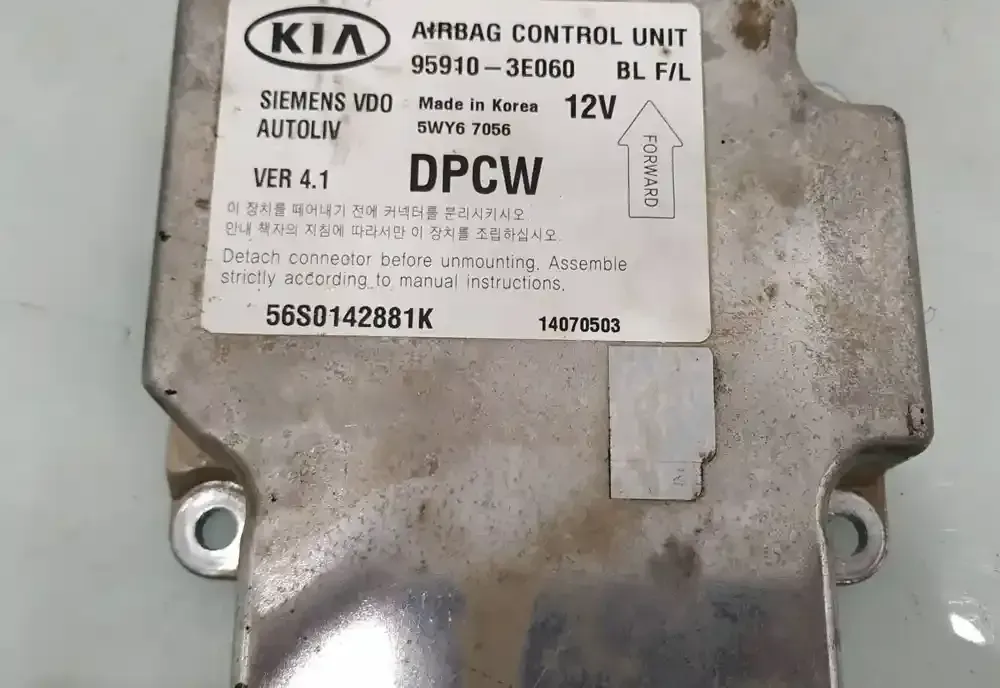 KIA AIRBAG CONTROL UNIT
95910-3E060 BL F/L
SIEMENS VDO Made in Korea 12V
AUTOLIV 5WY6 7056
FORWARD
VER 4.1 DPCW
이 장치를 떼어내기 전에 커넥터를 분리시키시오
안내 책자의 지침에 따라서만 이 장치를 조립하십시오.
Detach connector before unmounting. Assemble
strictly according to manual instructions.
56S0142881K 14070503